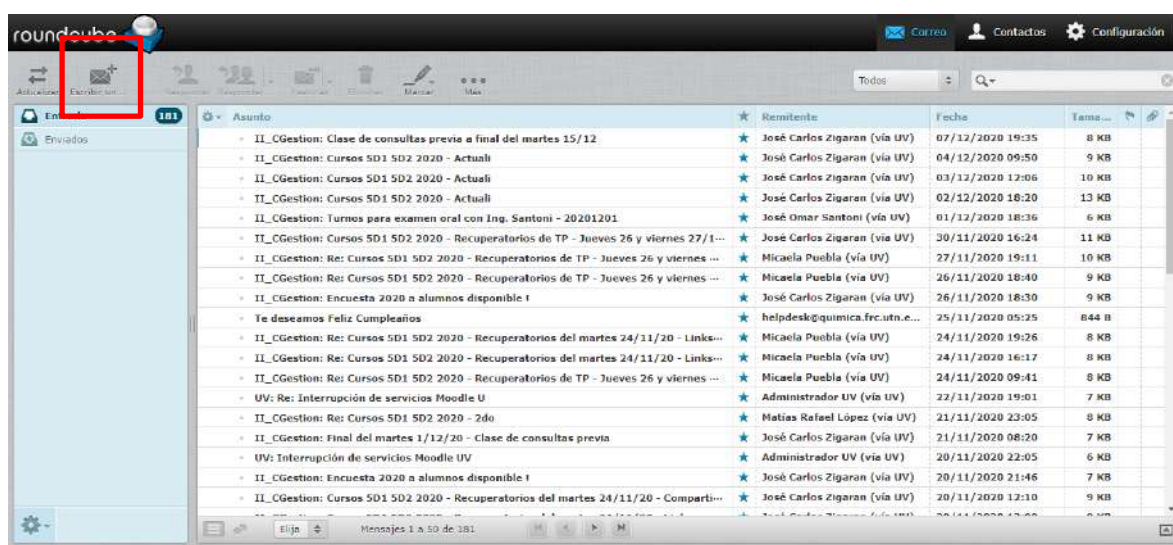 roundcube
Correo Contactos Configuración
Actualizar Escribir un... Responder Responder... Reenviar Eliminar Marcar Más
Todos
181
Enviados
Asunto Remitente Fecha Tama...
II_CGestion: Clase de consultas previa a final del martes 15/12 José Carlos Zigaran (vía UV) 07/12/2020 19:35 8 KB
II_CGestion: Cursos 5D1 5D2 2020 - Actuali José Carlos Zigaran (vía UV) 04/12/2020 09:50 9 KB
II_CGestion: Cursos 5D1 5D2 2020 - Actuali José Carlos Zigaran (vía UV) 03/12/2020 12:06 10 KB
II_CGestion: Cursos 5D1 5D2 2020 - Actuali José Carlos Zigaran (vía UV) 02/12/2020 18:20 13 KB
II_CGestion: Turnos para examen oral con Ing. Santoni - 20201201 José Omar Santoni (vía UV) 01/12/2020 18:36 6 KB
II_CGestion: Cursos 5D1 5D2 2020 - Recuperatorios de TP - Jueves 26 y viernes 27/1... José Carlos Zigaran (vía UV) 30/11/2020 16:24 11 KB
II_CGestion: Re: Cursos 5D1 5D2 2020 - Recuperatorios de TP - Jueves 26 y viernes ... Micaela Puebla (vía UV) 27/11/2020 19:11 10 KB
II_CGestion: Re: Cursos 5D1 5D2 2020 - Recuperatorios de TP - Jueves 26 y viernes ... Micaela Puebla (vía UV) 26/11/2020 18:40 9 KB
II_CGestion: Encuesta 2020 a alumnos disponible ! José Carlos Zigaran (vía UV) 26/11/2020 18:30 9 KB
Te deseamos Feliz Cumpleaños helpdesk@quimica.frc.utn.e... 25/11/2020 05:25 844 B
II_CGestion: Re: Cursos 5D1 5D2 2020 - Recuperatorios del martes 24/11/20 - Links... Micaela Puebla (vía UV) 24/11/2020 19:26 8 KB
II_CGestion: Re: Cursos 5D1 5D2 2020 - Recuperatorios del martes 24/11/20 - Links... Micaela Puebla (vía UV) 24/11/2020 16:17 8 KB
II_CGestion: Re: Cursos 5D1 5D2 2020 - Recuperatorios de TP - Jueves 26 y viernes ... Micaela Puebla (vía UV) 24/11/2020 09:41 8 KB
UV: Re: Interrupción de servicios Moodle U Administrador UV (vía UV) 22/11/2020 19:01 7 KB
II_CGestion: Re: Cursos 5D1 5D2 2020 - 2do Matías Rafael López (vía UV) 21/11/2020 23:05 8 KB
II_CGestion: Final del martes 1/12/20 - Clase de consultas previa José Carlos Zigaran (vía UV) 21/11/2020 08:20 7 KB
UV: Interrupción de servicios Moodle UV Administrador UV (vía UV) 20/11/2020 22:05 6 KB
II_CGestion: Encuesta 2020 a alumnos disponible ! José Carlos Zigaran (vía UV) 20/11/2020 21:46 7 KB
II_CGestion: Cursos 5D1 5D2 2020 - Recuperatorios del martes 24/11/20 - Comparti... José Carlos Zigaran (vía UV) 20/11/2020 12:10 9 KB
Elija Mensajes 1 a 50 de 181